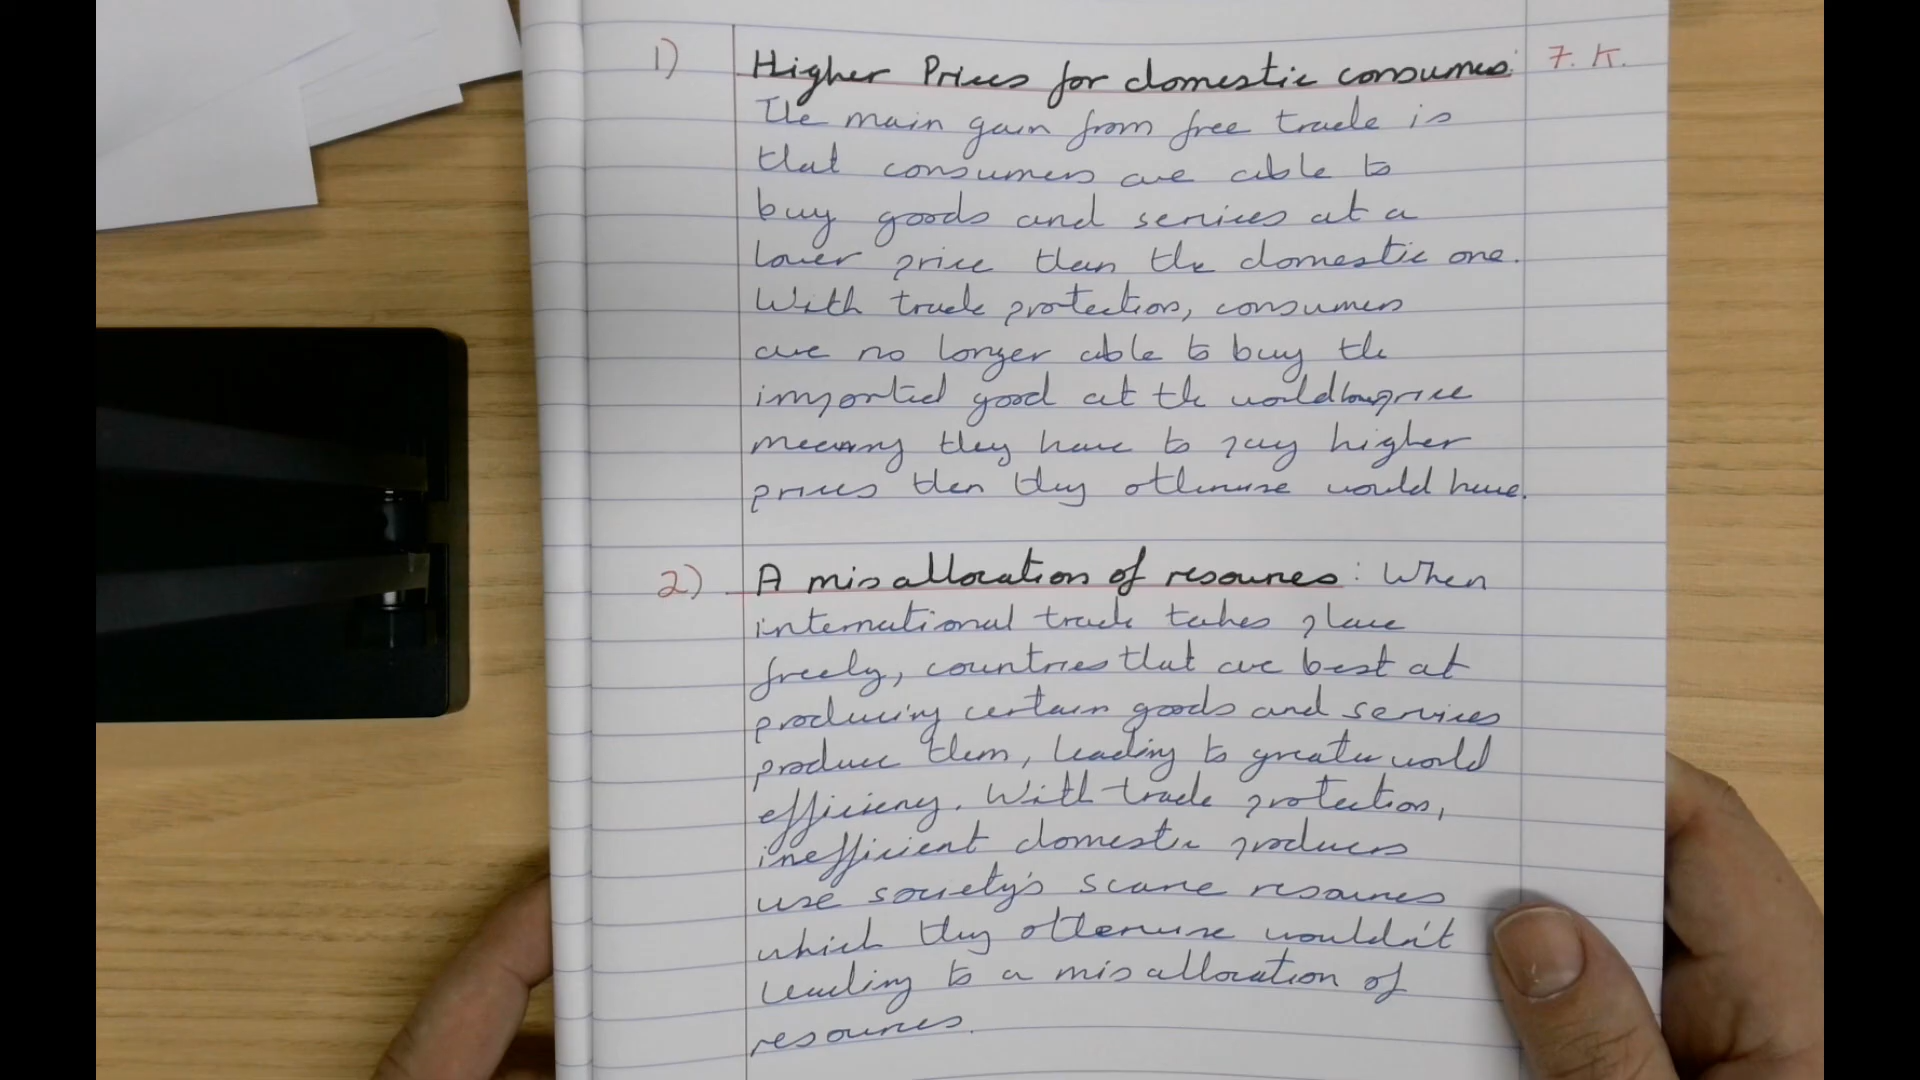 1) Higher Prices for domestic consumers: 7. K.
The main gain from free trade is
that consumers are able to
buy goods and services at a
lower price than the domestic one.
With trade protection, consumers
are no longer able to buy the
imported good at the world low price
meaning they have to pay higher
prices then they otherwise would have.
2) A misallocation of resources: When
international trade takes place
freely, countries that are best at
producing certain goods and services
produce them, leading to greater world
efficiency. With trade protection,
inefficient domestic producers
use society's scarce resources
which they otherwise wouldn't
leading to a misallocation of
resources.